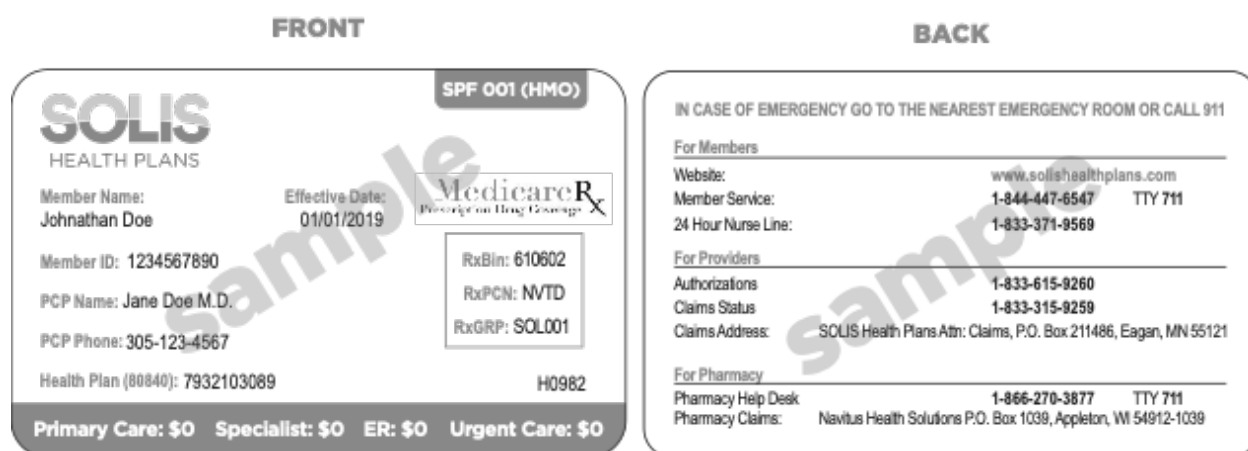 FRONT
SPF 001 (HMO)
SOLIS
HEALTH PLANS
Member Name: Effective Date:
Johnathan Doe 01/01/2019
MedicareRx
Prescription Drug Coverage
Member ID: 1234567890
PCP Name: Jane Doe M.D.
PCP Phone: 305-123-4567
Health Plan (80840): 7932103089
RxBin: 610602
RxPCN: NVTD
RxGRP: SOL001
H0982
Primary Care: $0 Specialist: $0 ER: $0 Urgent Care: $0
sample
BACK
IN CASE OF EMERGENCY GO TO THE NEAREST EMERGENCY ROOM OR CALL 911
For Members
Website: www.solishealthplans.com
Member Service: 1-844-447-6547 TTY 711
24 Hour Nurse Line: 1-833-371-9569
For Providers
Authorizations 1-833-615-9260
Claims Status 1-833-315-9259
Claims Address: SOLIS Health Plans Attn: Claims, P.O. Box 211486, Eagan, MN 55121
For Pharmacy
Pharmacy Help Desk 1-866-270-3877 TTY 711
Pharmacy Claims: Navitus Health Solutions P.O. Box 1039, Appleton, WI 54912-1039
sample